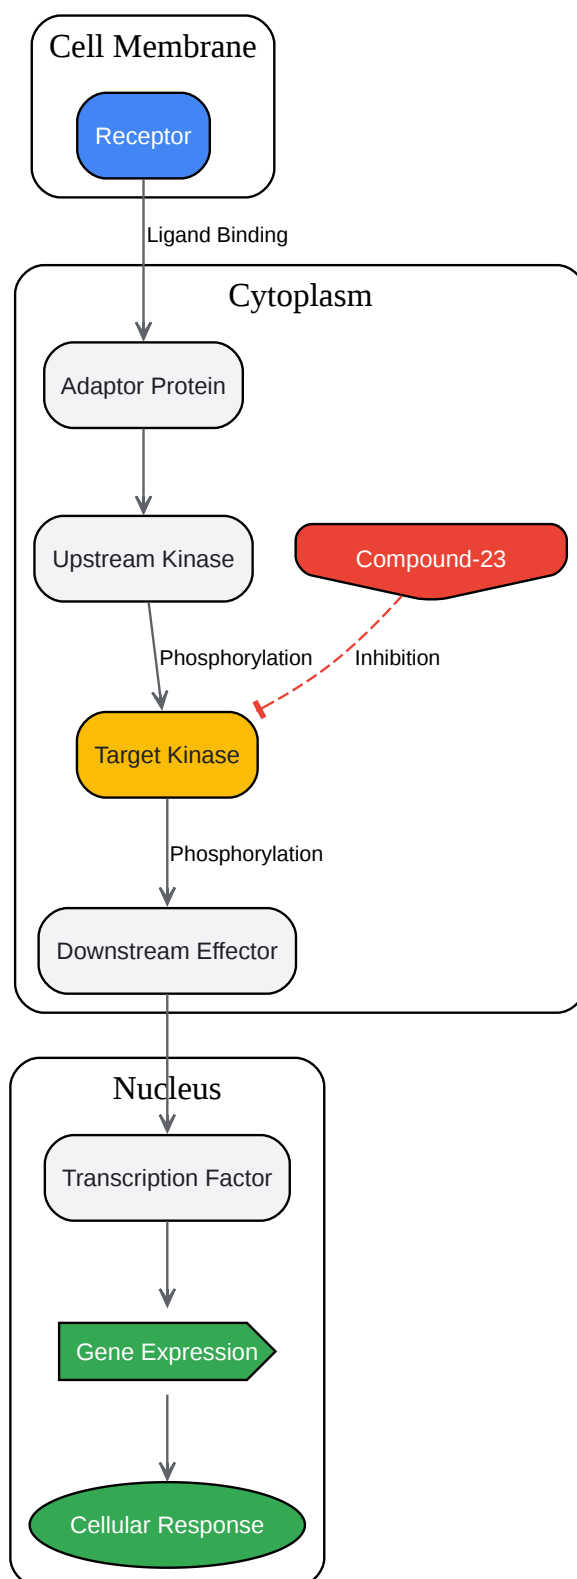 Cell Membrane
Receptor
Ligand Binding
Cytoplasm
Adaptor Protein
Upstream Kinase
Compound-23
Phosphorylation
Inhibition
Target Kinase
Phosphorylation
Downstream Effector
Nucleus
Transcription Factor
Gene Expression
Cellular Response